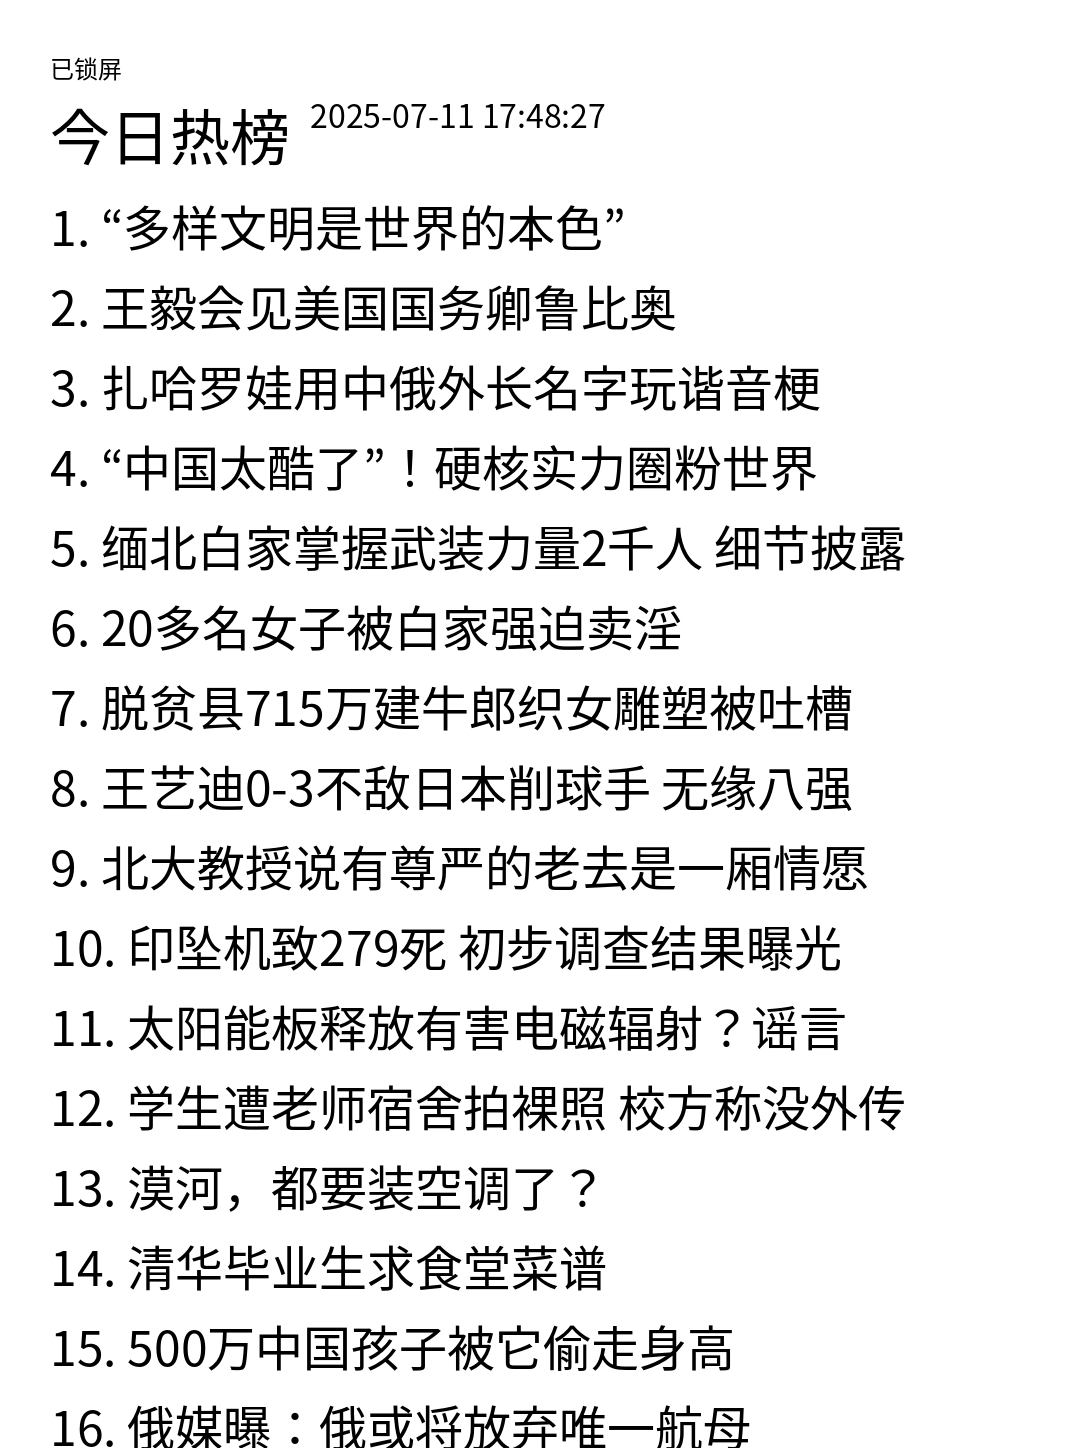 已锁屏
今日热榜 2025-07-11 17:48:27
1. “多样文明是世界的本色”
2. 王毅会见美国国务卿鲁比奥
3. 扎哈罗娃用中俄外长名字玩谐音梗
4. “中国太酷了”！硬核实力圈粉世界
5. 缅北白家掌握武装力量2千人 细节披露
6. 20多名女子被白家强迫卖淫
7. 脱贫县715万建牛郎织女雕塑被吐槽
8. 王艺迪0-3不敌日本削球手 无缘八强
9. 北大教授说有尊严的老去是一厢情愿
10. 印坠机致279死 初步调查结果曝光
11. 太阳能板释放有害电磁辐射？谣言
12. 学生遭老师宿舍拍裸照 校方称没外传
13. 漠河，都要装空调了？
14. 清华毕业生求食堂菜谱
15. 500万中国孩子被它偷走身高
16. 俄媒曝：俄或将放弃唯一航母